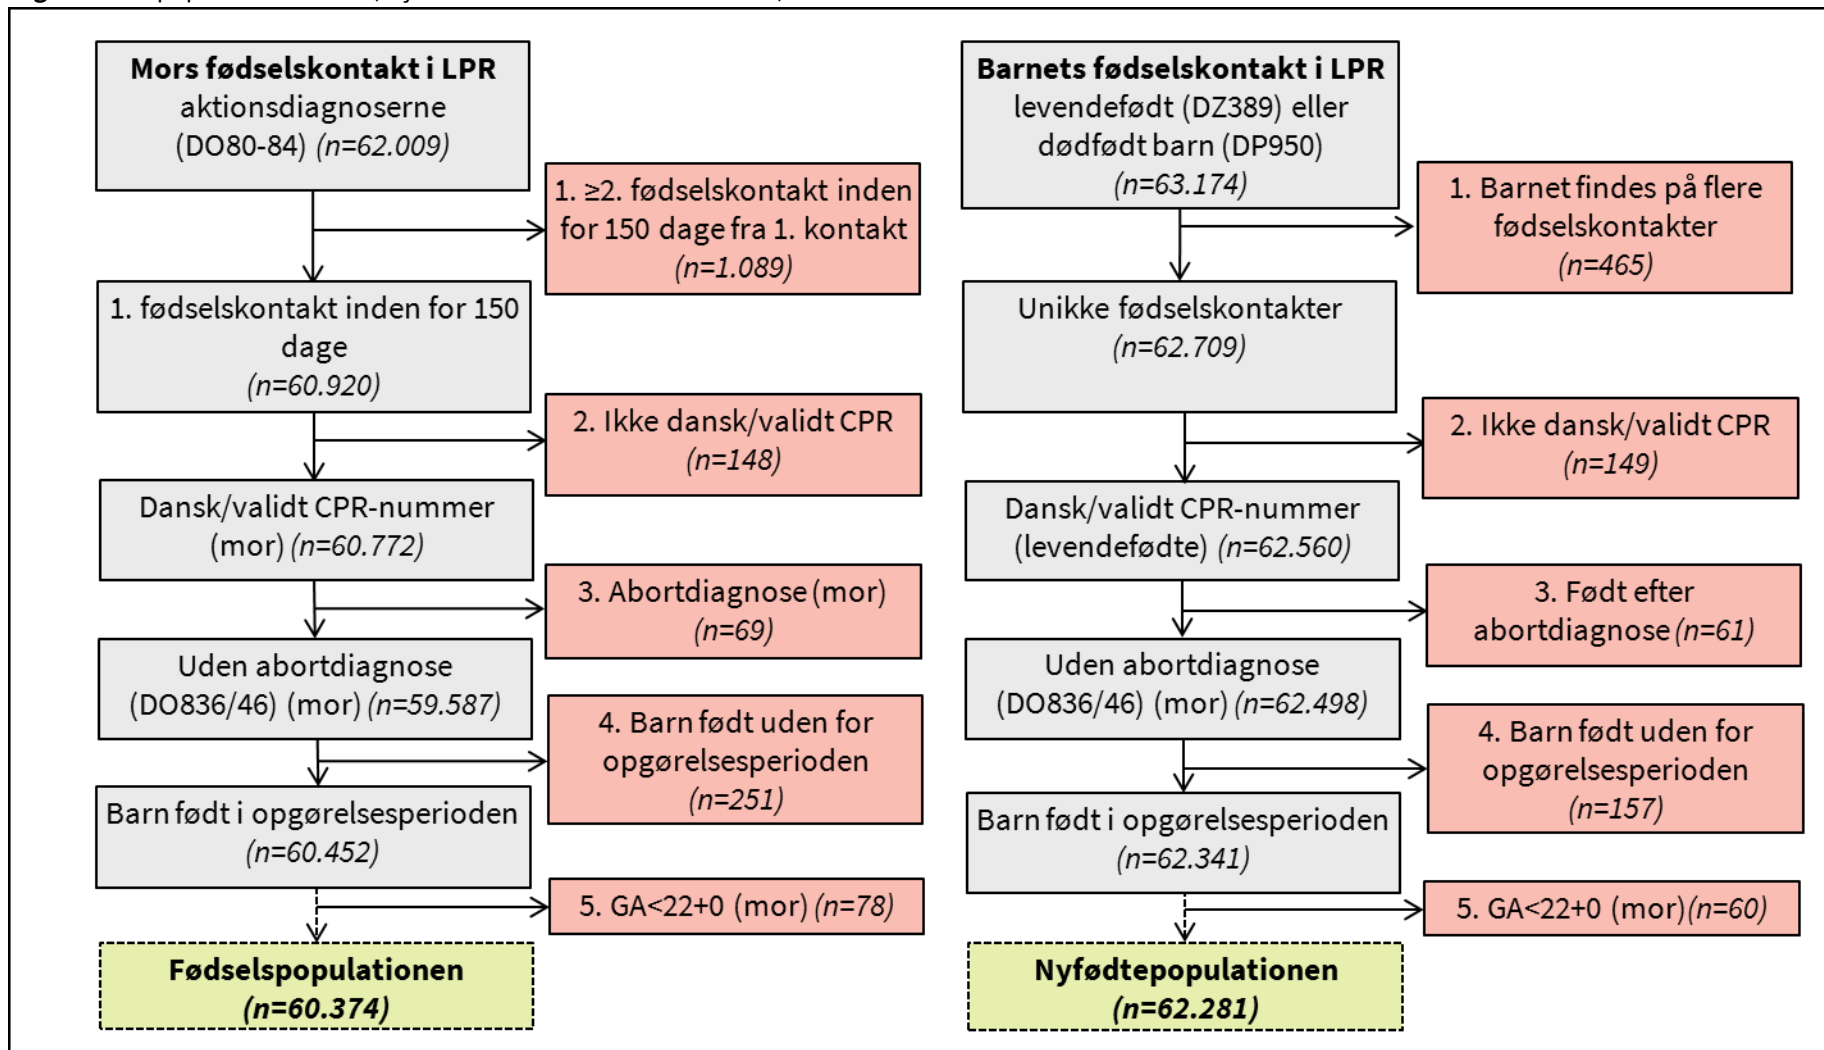 Mors fødselskontakt i LPR
aktionsdiagnoserne
(DO80-84) (n=62.009)
1. ≥2. fødselskontakt inden
for 150 dage fra 1. kontakt
(n=1.089)
1. fødselskontakt inden for 150
dage
(n=60.920)
2. Ikke dansk/validt CPR
(n=148)
Dansk/validt CPR-nummer
(mor) (n=60.772)
3. Abortdiagnose (mor)
(n=69)
Uden abortdiagnose
(DO836/46) (mor) (n=59.587)
4. Barn født uden for
opgørelsesperioden
(n=251)
Barn født i opgørelsesperioden
(n=60.452)
5. GA<22+0 (mor) (n=78)
Fødselspopulationen
(n=60.374)
Barnets fødselskontakt i LPR
levendefødt (DZ389) eller
dødfødt barn (DP950)
(n=63.174)
1. Barnet findes på flere
fødselskontakter
(n=465)
Unikke fødselskontakter
(n=62.709)
2. Ikke dansk/validt CPR
(n=149)
Dansk/validt CPR-nummer
(levendefødte) (n=62.560)
3. Født efter
abortdiagnose (n=61)
Uden abortdiagnose
(DO836/46) (mor) (n=62.498)
4. Barn født uden for
opgørelsesperioden
(n=157)
Barn født i opgørelsesperioden
(n=62.341)
5. GA<22+0 (mor) (n=60)
Nyfødtepopulationen
(n=62.281)